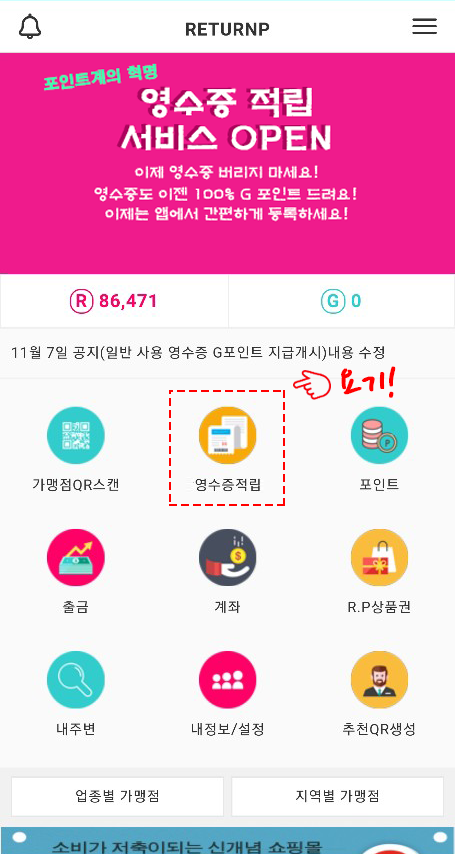 RETURNP
포인트계의 혁명
영수증 적립
서비스 OPEN
이제 영수증 버리지 마세요!
영수증도 이젠 100% G 포인트 드려요!
이제는 앱에서 간편하게 등록하세요!
R 86,471
G 0
11월 7일 공지(일반 사용 영수증 G포인트 지급개시)내용 수정
요기!
가맹점QR스캔
영수증적립
포인트
출금
계좌
R.P상품권
내주변
내정보/설정
추천QR생성
업종별 가맹점
지역별 가맹점
소비가 저축이되는 신개념 쇼핑몰